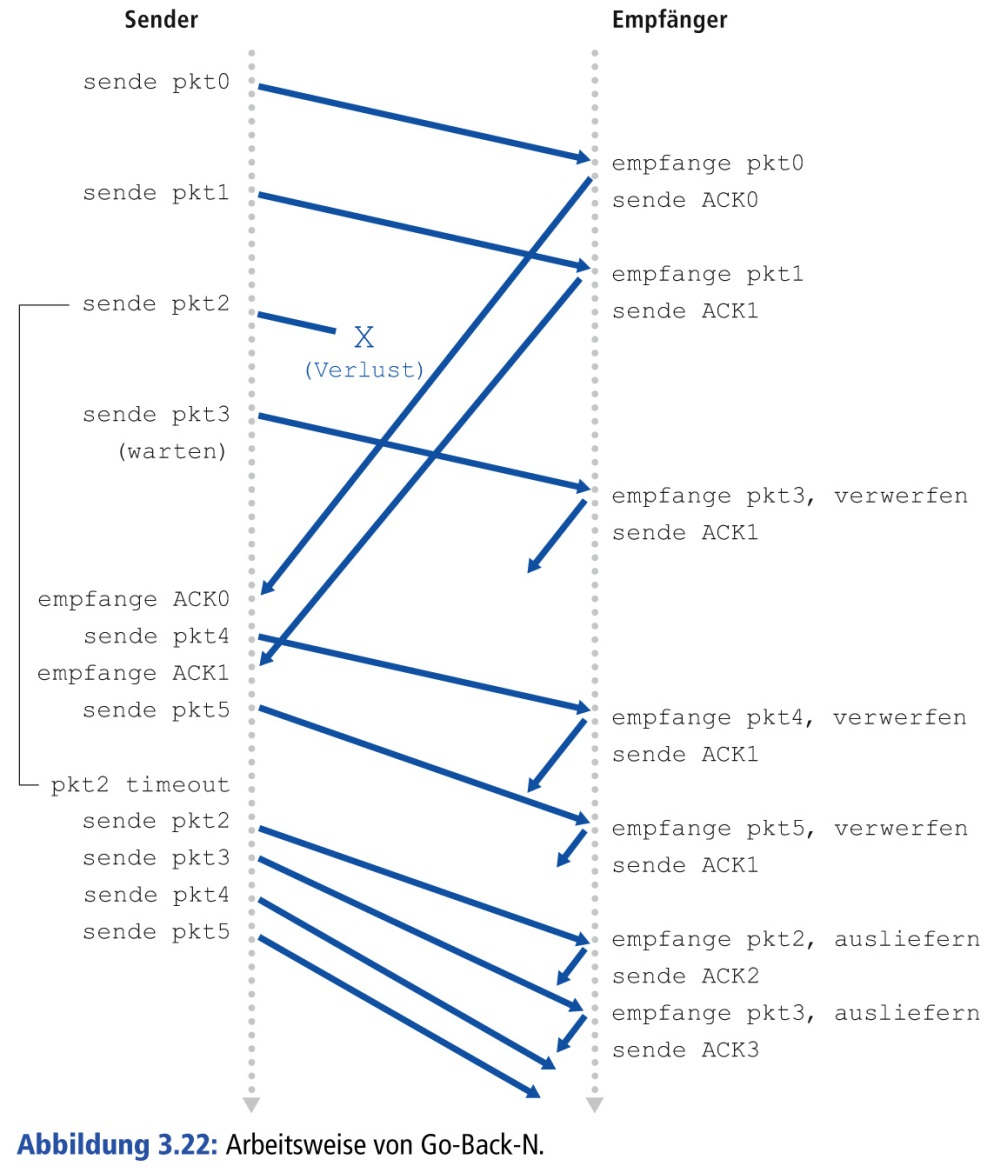 Sender
Empfänger
sende pkt0
empfange pkt0
sende pkt1
sende ACK0
empfange pkt1
sende pkt2
sende ACK1
X
(Verlust)
sende pkt3
(warten)
empfange pkt3, verwerfen
sende ACK1
empfange ACK0
sende pkt4
empfange ACK1
sende pkt5
empfange pkt4, verwerfen
sende ACK1
pkt2 timeout
sende pkt2
empfange pkt5, verwerfen
sende pkt3
sende ACK1
sende pkt4
sende pkt5
empfange pkt2, ausliefern
sende ACK2
empfange pkt3, ausliefern
sende ACK3
Abbildung 3.22: Arbeitsweise von Go-Back-N.